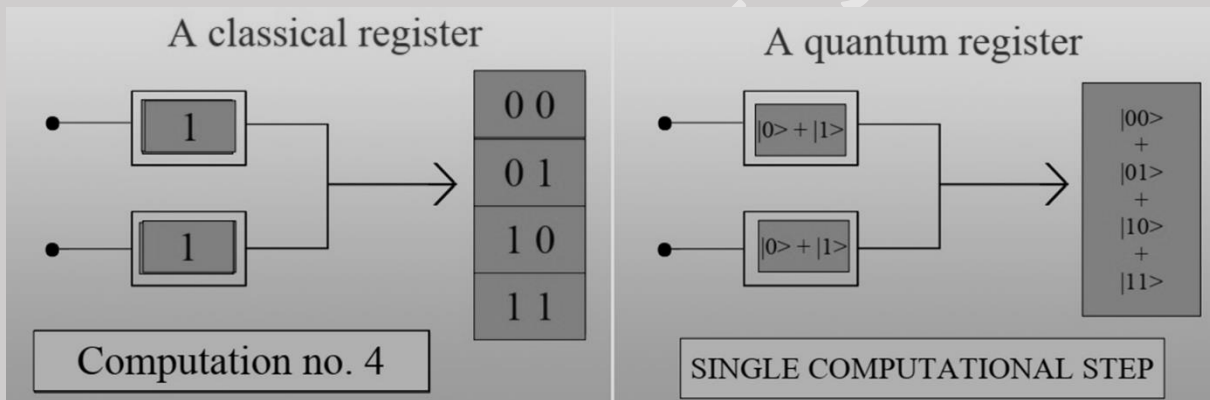 A classical register
1
1
0 0
0 1
1 0
1 1
Computation no. 4
A quantum register
|0> + |1>
|0> + |1>
|00>
+
|01>
+
|10>
+
|11>
SINGLE COMPUTATIONAL STEP